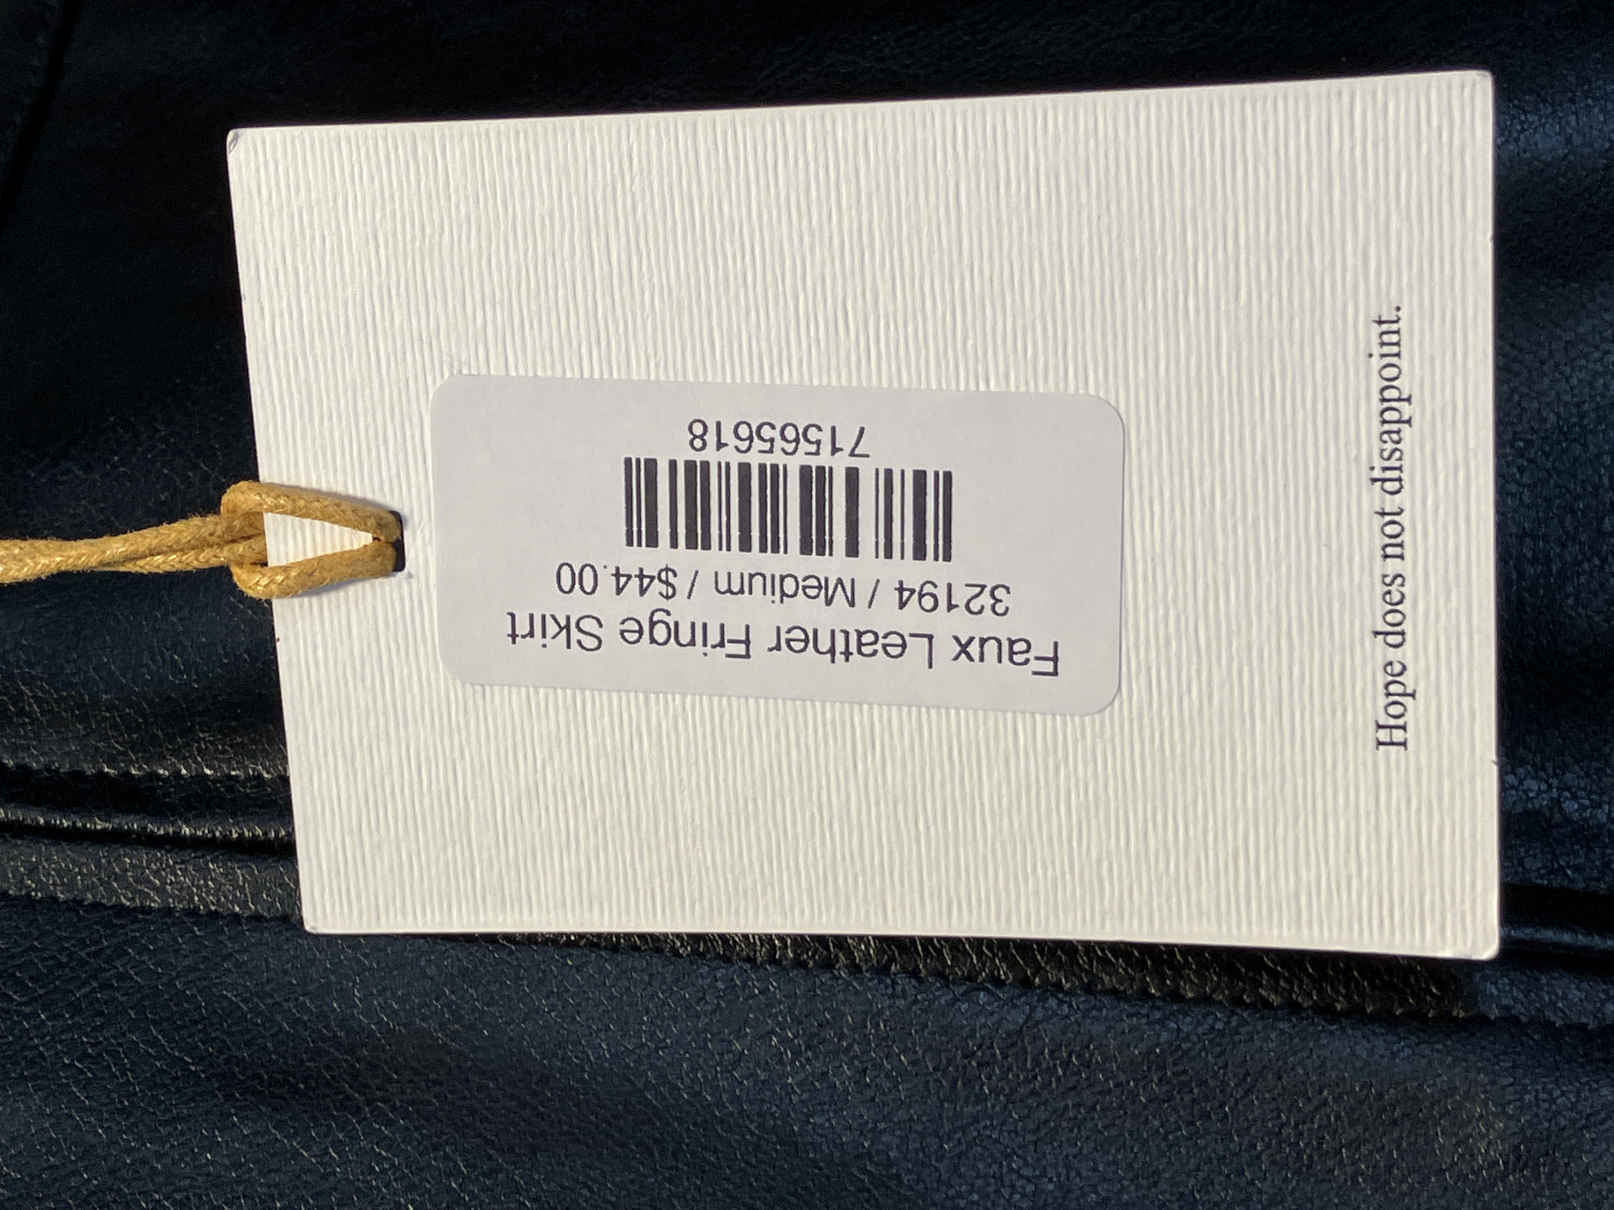 Faux Leather Fringe Skirt
32194 / Medium / $44.00
71565618
Hope does not disappoint.